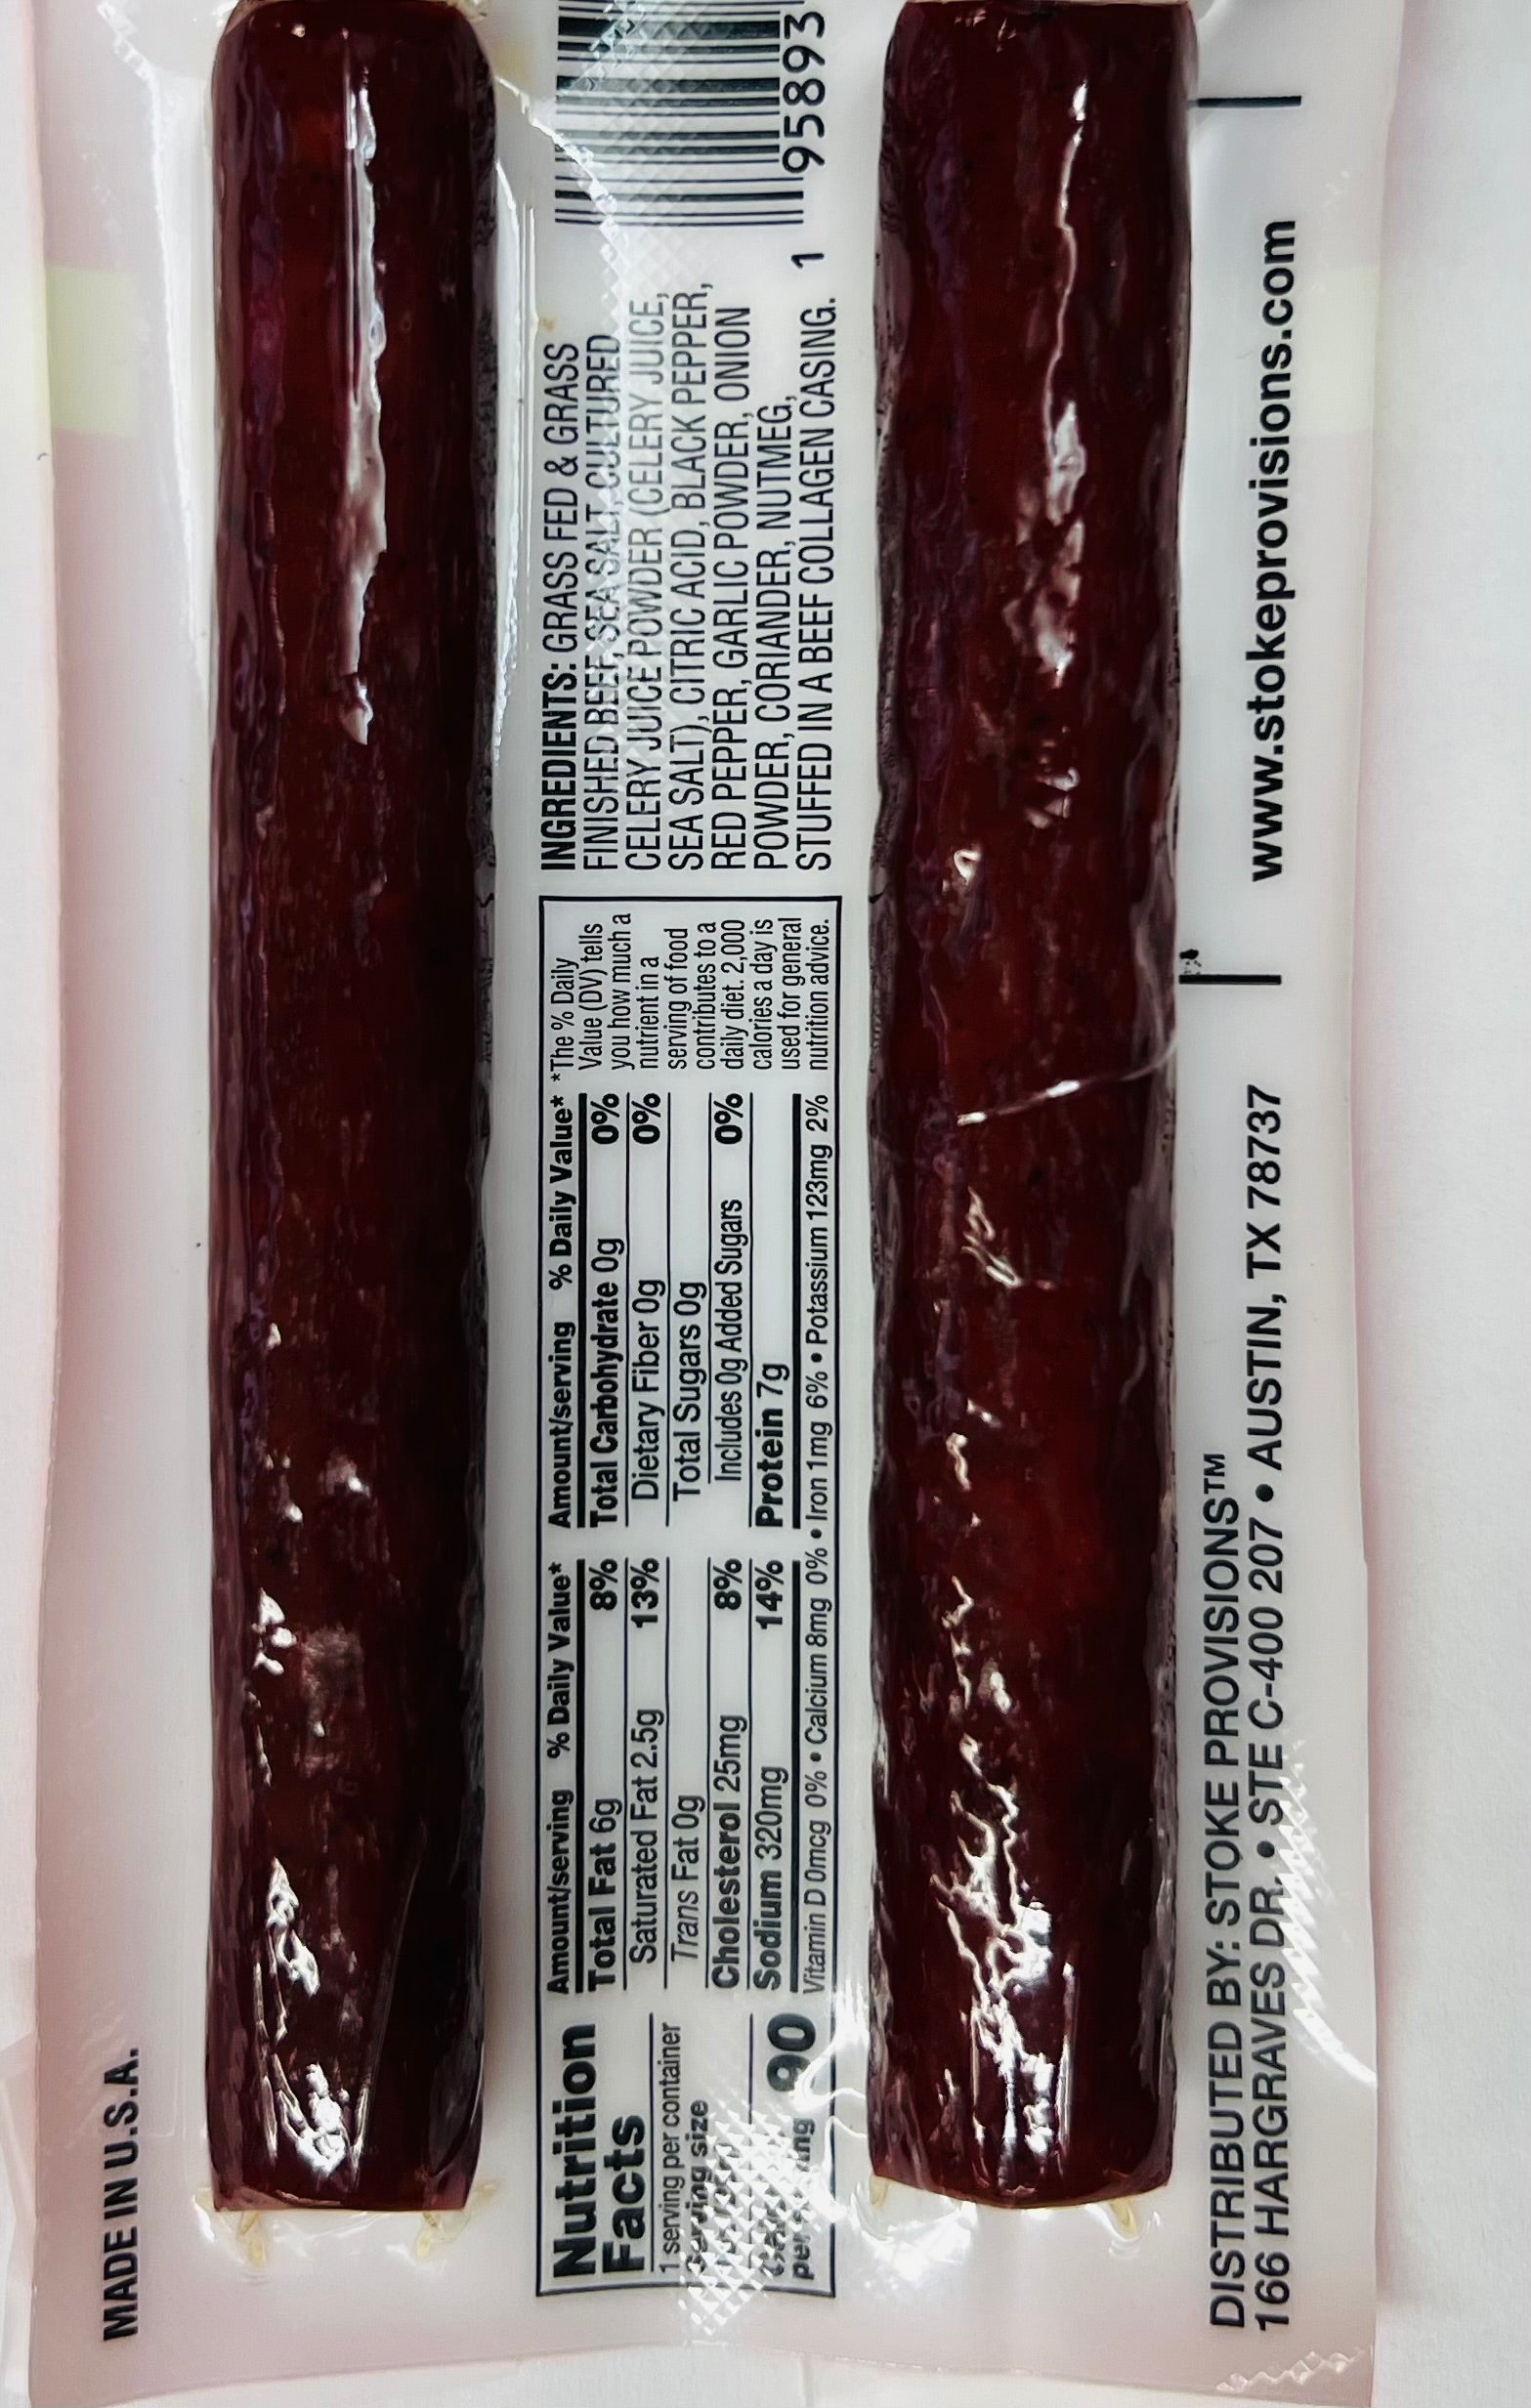 MADE IN U.S.A.
Nutrition
Facts
1 serving per container
Serving size
90
Amount/serving % Daily Value*
Total Fat 6g 8%
Saturated Fat 2.5g 13%
Trans Fat 0g
Cholesterol 25mg 8%
Sodium 320mg 14%
Amount/serving % Daily Value*
Total Carbohydrate 0g 0%
Dietary Fiber 0g 0%
Total Sugars 0g
Includes 0g Added Sugars 0%
Protein 7g
Vitamin D 0mcg 0% • Calcium 8mg 0% • Iron 1mg 6% • Potassium 123mg 2%
*The % Daily
Value (DV) tells
you how much a
nutrient in a
serving of food
contributes to a
daily diet. 2,000
calories a day is
used for general
nutrition advice.
INGREDIENTS: GRASS FED & GRASS
FINISHED BEEF, SEA SALT, CULTURED
CELERY JUICE POWDER (CELERY JUICE,
SEA SALT), CITRIC ACID, BLACK PEPPER,
RED PEPPER, GARLIC POWDER, ONION
POWDER, CORIANDER, NUTMEG,
STUFFED IN A BEEF COLLAGEN CASING.
1 95893
DISTRIBUTED BY: STOKE PROVISIONS™
166 HARGRAVES DR. • STE C-400 207 • AUSTIN, TX 78737
www.stokeprovisions.com